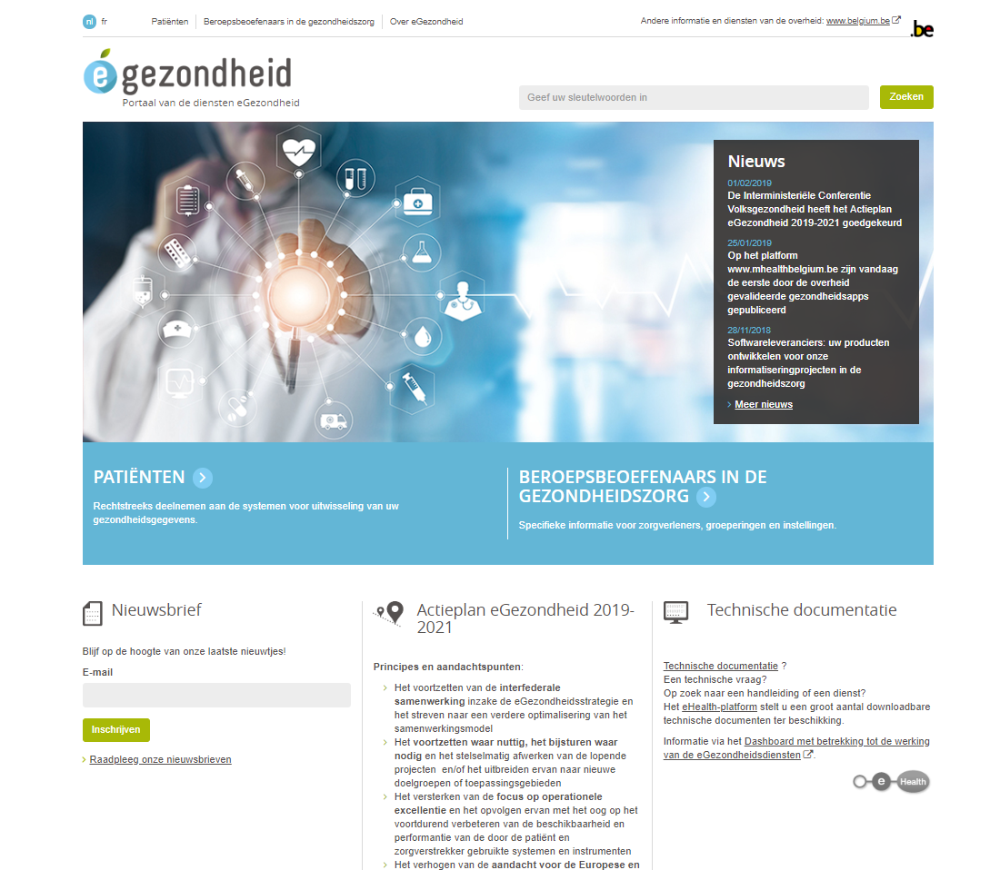 nl fr Patiënten Beroepsbeoefenaars in de gezondheidszorg Over eGezondheid Andere informatie en diensten van de overheid: www.belgium.be
.be
é gezondheid
Portaal van de diensten eGezondheid
Geef uw sleutelwoorden in Zoeken
Nieuws
01/02/2019
De Interministeriële Conferentie
Volksgezondheid heeft het Actieplan
eGezondheid 2019-2021 goedgekeurd
25/01/2019
Op het platform
www.mhealthbelgium.be zijn vandaag
de eerste door de overheid
gevalideerde gezondheidsapps
gepubliceerd
28/11/2018
Softwareleveranciers: uw producten
ontwikkelen voor onze
informatiseringprojecten in de
gezondheidszorg
Meer nieuws
PATIËNTEN
Rechtstreeks deelnemen aan de systemen voor uitwisseling van uw
gezondheidsgegevens.
BEROEPSBEOEFENAARS IN DE
GEZONDHEIDSZORG
Specifieke informatie voor zorgverleners, groeperingen en instellingen.
Nieuwsbrief
Blijf op de hoogte van onze laatste nieuwtjes!
E-mail
Inschrijven
Raadpleeg onze nieuwsbrieven
Actieplan eGezondheid 2019-
2021
Principes en aandachtspunten:
Het voortzetten van de interfederale
samenwerking inzake de eGezondheidsstrategie en
het streven naar een verdere optimalisering van het
samenwerkingsmodel
Het voortzetten waar nuttig, het bijsturen waar
nodig en het stelselmatig afwerken van de lopende
projecten en/of het uitbreiden ervan naar nieuwe
doelgroepen of toepassingsgebieden
Het versterken van de focus op operationele
excellentie en het opvolgen ervan met het oog op het
voortdurend verbeteren van de beschikbaarheid en
performantie van de door de patiënt en
zorgverstrekker gebruikte systemen en instrumenten
Het verhogen van de aandacht voor de Europese en
Technische documentatie
Technische documentatie ?
Een technische vraag?
Op zoek naar een handleiding of een dienst?
Het eHealth-platform stelt u een groot aantal downloadbare
technische documenten ter beschikking.
Informatie via het Dashboard met betrekking tot de werking
van de eGezondheidsdiensten.
e Health